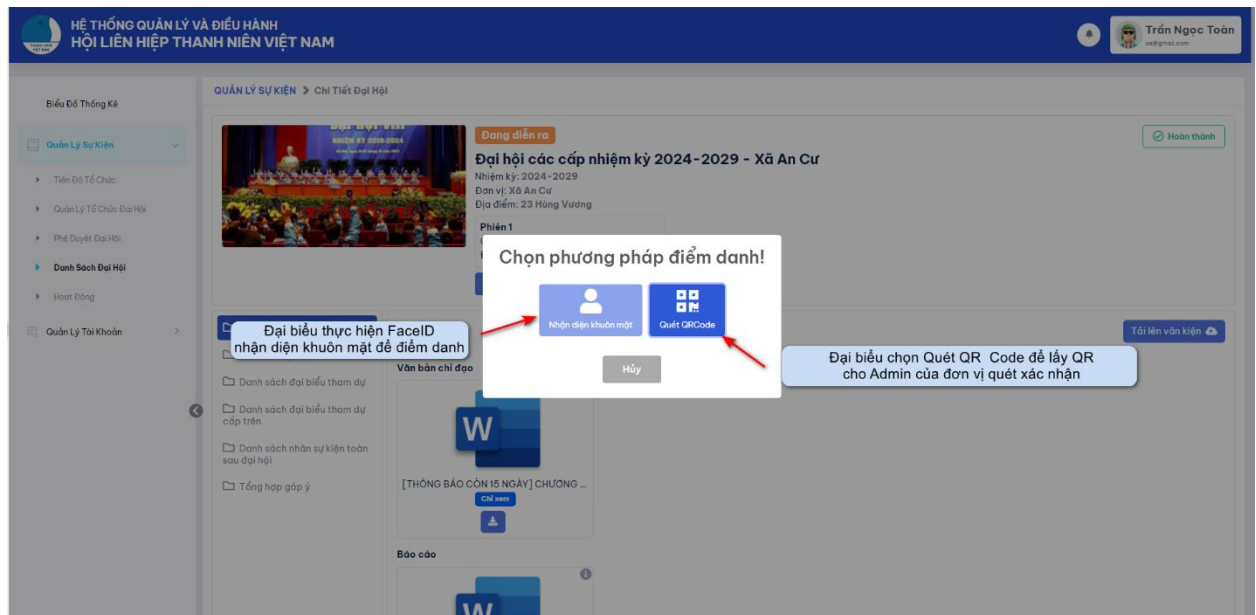 HỆ THỐNG QUẢN LÝ VÀ ĐIỀU HÀNH
HỘI LIÊN HIỆP THANH NIÊN VIỆT NAM
Trần Ngọc Toàn
xa@gmail.com
Biểu Đồ Thống Kê
Quản Lý Sự Kiện
Tiến Độ Tổ Chức
Quản Lý Tổ Chức Đại Hội
Phê Duyệt Đại Hội
Danh Sách Đại Hội
Hoạt Động
Quản Lý Tài Khoản
QUẢN LÝ SỰ KIỆN > Chi Tiết Đại Hội
Đang diễn ra
Hoàn thành
Đại hội các cấp nhiệm kỳ 2024-2029 - Xã An Cư
Nhiệm kỳ: 2024-2029
Đơn vị: Xã An Cư
Địa điểm: 23 Hùng Vương
Phiên 1
Chọn phương pháp điểm danh!
Nhận diện khuôn mặt
Quét QRCode
Hủy
Đại biểu thực hiện FaceID
nhận diện khuôn mặt để điểm danh
Đại biểu chọn Quét QR Code để lấy QR
cho Admin của đơn vị quét xác nhận
Tải lên văn kiện
Danh sách đại biểu tham dự
Danh sách đại biểu tham dự
cấp trên
Danh sách nhân sự kiện toàn
sau đại hội
Tổng hợp góp ý
Văn bản chỉ đạo
W
[THÔNG BÁO CÒN 15 NGÀY] CHƯƠNG ...
Chỉ xem
Báo cáo
W